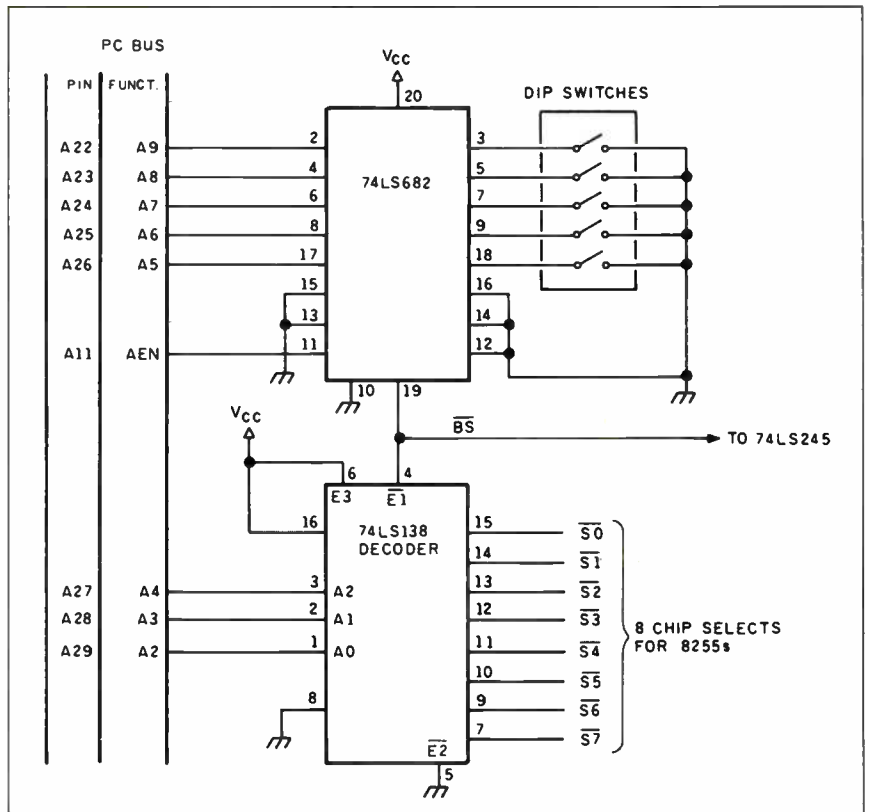 PC BUS
PIN FUNCT.
VCC
20
DIP SWITCHES
A22 A9 2 3
A23 A8 4 5
A24 A7 6 74LS682 7
A25 A6 8 9
A26 A5 17 18
15 16
13 14
A11 AEN 11 12
10 19
VCC
BS TO 74LS245
6 4
E3 E1
16 74LS138 15 S0
DECODER
14 S1
A27 A4 3 A2 13 S2
A28 A3 2 A1 12 S3
A29 A2 1 A0 11 S4
8 CHIP SELECTS
FOR 8255s
10 S5
8 9 S6
7 S7
E2
5